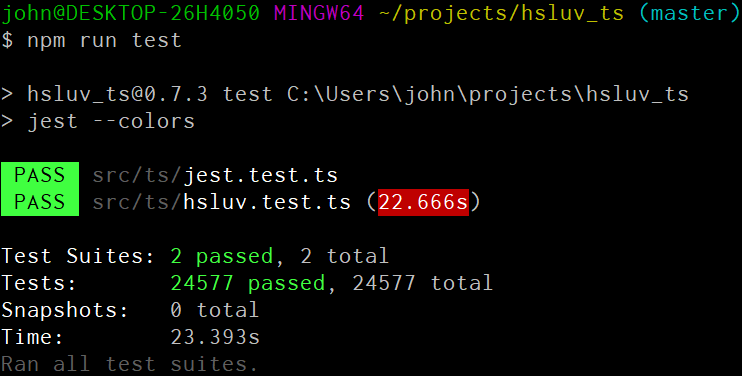 john@DESKTOP-26H4050 MINGW64 ~/projects/hsluv_ts (master)
$ npm run test
> hsluv_ts@0.7.3 test C:\Users\john\projects\hsluv_ts
> jest --colors
PASS src/ts/jest.test.ts
PASS src/ts/hsluv.test.ts (22.666s)
Test Suites: 2 passed, 2 total
Tests: 24577 passed, 24577 total
Snapshots: 0 total
Time: 23.393s
Ran all test suites.